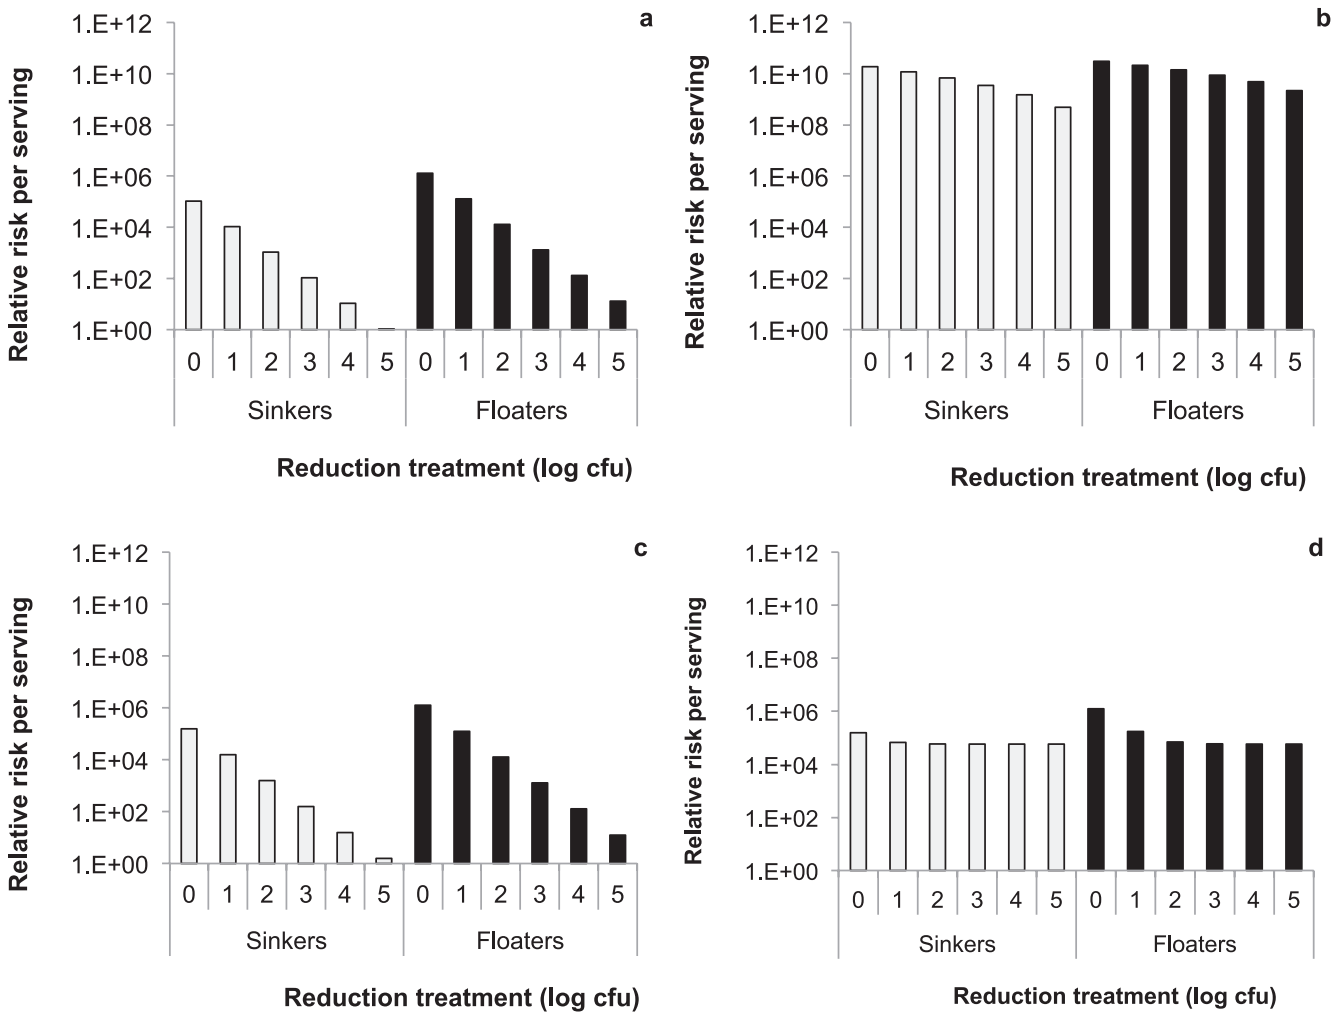 a
Relative risk per serving
1.E+12
1.E+10
1.E+08
1.E+06
1.E+04
1.E+02
1.E+00
0 1 2 3 4 5 0 1 2 3 4 5
Sinkers Floaters
Reduction treatment (log cfu)
b
Relative risk per serving
1.E+12
1.E+10
1.E+08
1.E+06
1.E+04
1.E+02
1.E+00
0 1 2 3 4 5 0 1 2 3 4 5
Sinkers Floaters
Reduction treatment (log cfu)
c
Relative risk per serving
1.E+12
1.E+10
1.E+08
1.E+06
1.E+04
1.E+02
1.E+00
0 1 2 3 4 5 0 1 2 3 4 5
Sinkers Floaters
Reduction treatment (log cfu)
d
Relative risk per serving
1.E+12
1.E+10
1.E+08
1.E+06
1.E+04
1.E+02
1.E+00
0 1 2 3 4 5 0 1 2 3 4 5
Sinkers Floaters
Reduction treatment (log cfu)